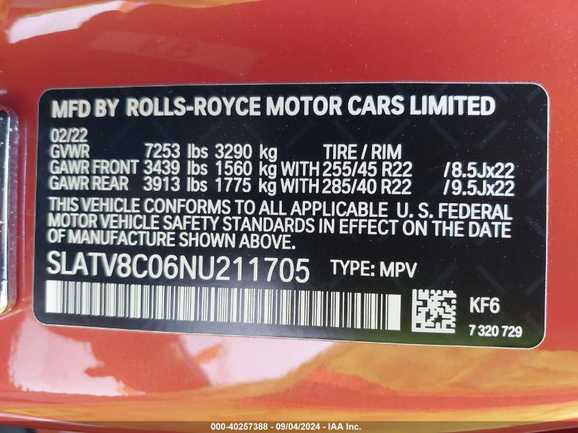 MFD BY ROLLS-ROYCE MOTOR CARS LIMITED
02/22
GVWR 7253 lbs 3290 kg TIRE / RIM
GAWR FRONT 3439 lbs 1560 kg WITH 255/45 R22 /8.5Jx22
GAWR REAR 3913 lbs 1775 kg WITH 285/40 R22 /9.5Jx22
THIS VEHICLE CONFORMS TO ALL APPLICABLE U. S. FEDERAL
MOTOR VEHICLE SAFETY STANDARDS IN EFFECT ON THE DATE
OF MANUFACTURE SHOWN ABOVE.
SLATV8C06NU211705 TYPE: MPV
KF6
7 320 729
000-40257388 - 09/04/2024 - IAA Inc.